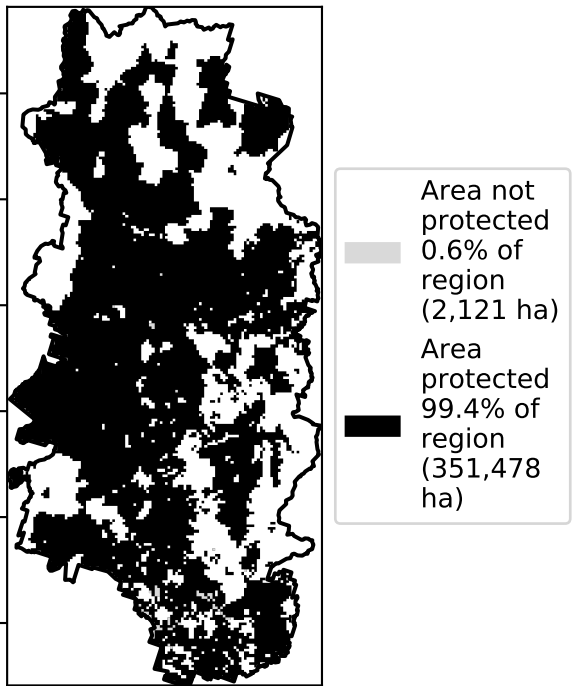 Area not
protected
0.6% of
region
(2,121 ha)
Area
protected
99.4% of
region
(351,478
ha)